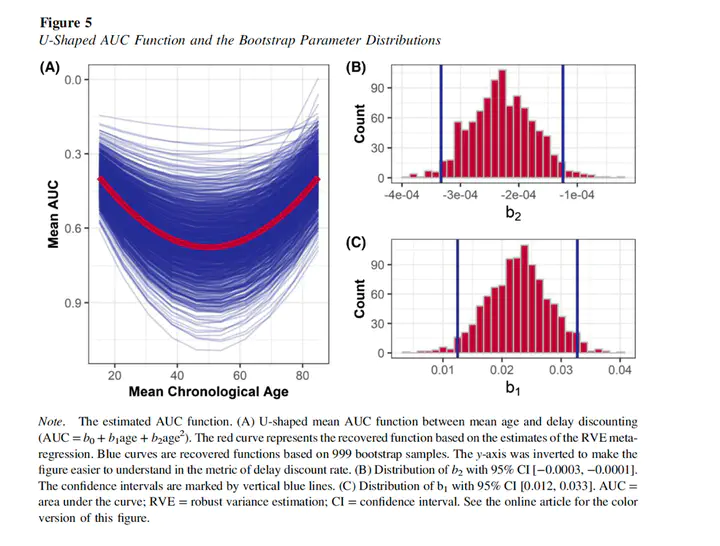 Figure 5
U-Shaped AUC Function and the Bootstrap Parameter Distributions
(A)
0.0
0.3
0.6
0.9
Mean AUC
20
40
60
80
Mean Chronological Age
(B)
90
60
30
0
Count
-4e-04
-3e-04
-2e-04
-1e-04
b2
(C)
90
60
30
0
Count
0.01
0.02
0.03
0.04
b1
Note. The estimated AUC function. (A) U-shaped mean AUC function between mean age and delay discounting
(AUC = b0 + b1age + b2age²). The red curve represents the recovered function based on the estimates of the RVE meta-
regression. Blue curves are recovered functions based on 999 bootstrap samples. The y-axis was inverted to make the
figure easier to understand in the metric of delay discount rate. (B) Distribution of b2 with 95% CI [−0.0003, −0.0001].
The confidence intervals are marked by vertical blue lines. (C) Distribution of b1 with 95% CI [0.012, 0.033]. AUC =
area under the curve; RVE = robust variance estimation; CI = confidence interval. See the online article for the color
version of this figure.